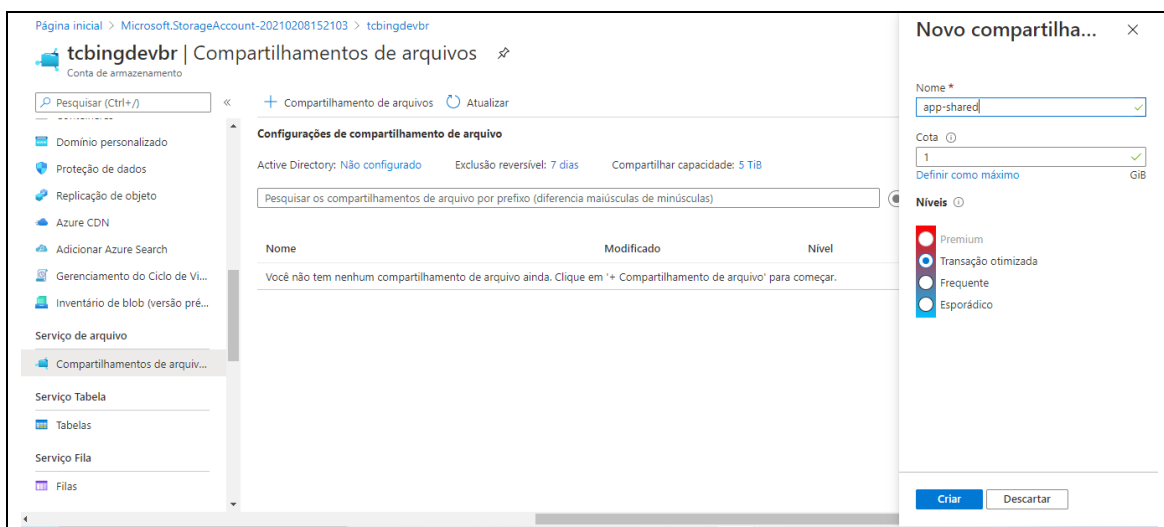 Página inicial > Microsoft.StorageAccount-20210208152103 > tcbingdevbr
tcbingdevbr | Compartilhamentos de arquivos
Conta de armazenamento
Pesquisar (Ctrl+/)
«
Domínio personalizado
Proteção de dados
Replicação de objeto
Azure CDN
Adicionar Azure Search
Gerenciamento do Ciclo de Vi...
Inventário de blob (versão pré...
Serviço de arquivo
Compartilhamentos de arquiv...
Serviço Tabela
Tabelas
Serviço Fila
Filas
+ Compartilhamento de arquivos Atualizar
Configurações de compartilhamento de arquivo
Active Directory: Não configurado Exclusão reversível: 7 dias Compartilhar capacidade: 5 TiB
Pesquisar os compartilhamentos de arquivo por prefixo (diferencia maiúsculas de minúsculas)
Nome Modificado Nível
Você não tem nenhum compartilhamento de arquivo ainda. Clique em '+ Compartilhamento de arquivo' para começar.
Novo compartilha...
Nome *
app-shared
Cota
1
Definir como máximo GiB
Níveis
Premium
Transação otimizada
Frequente
Esporádico
Criar Descartar